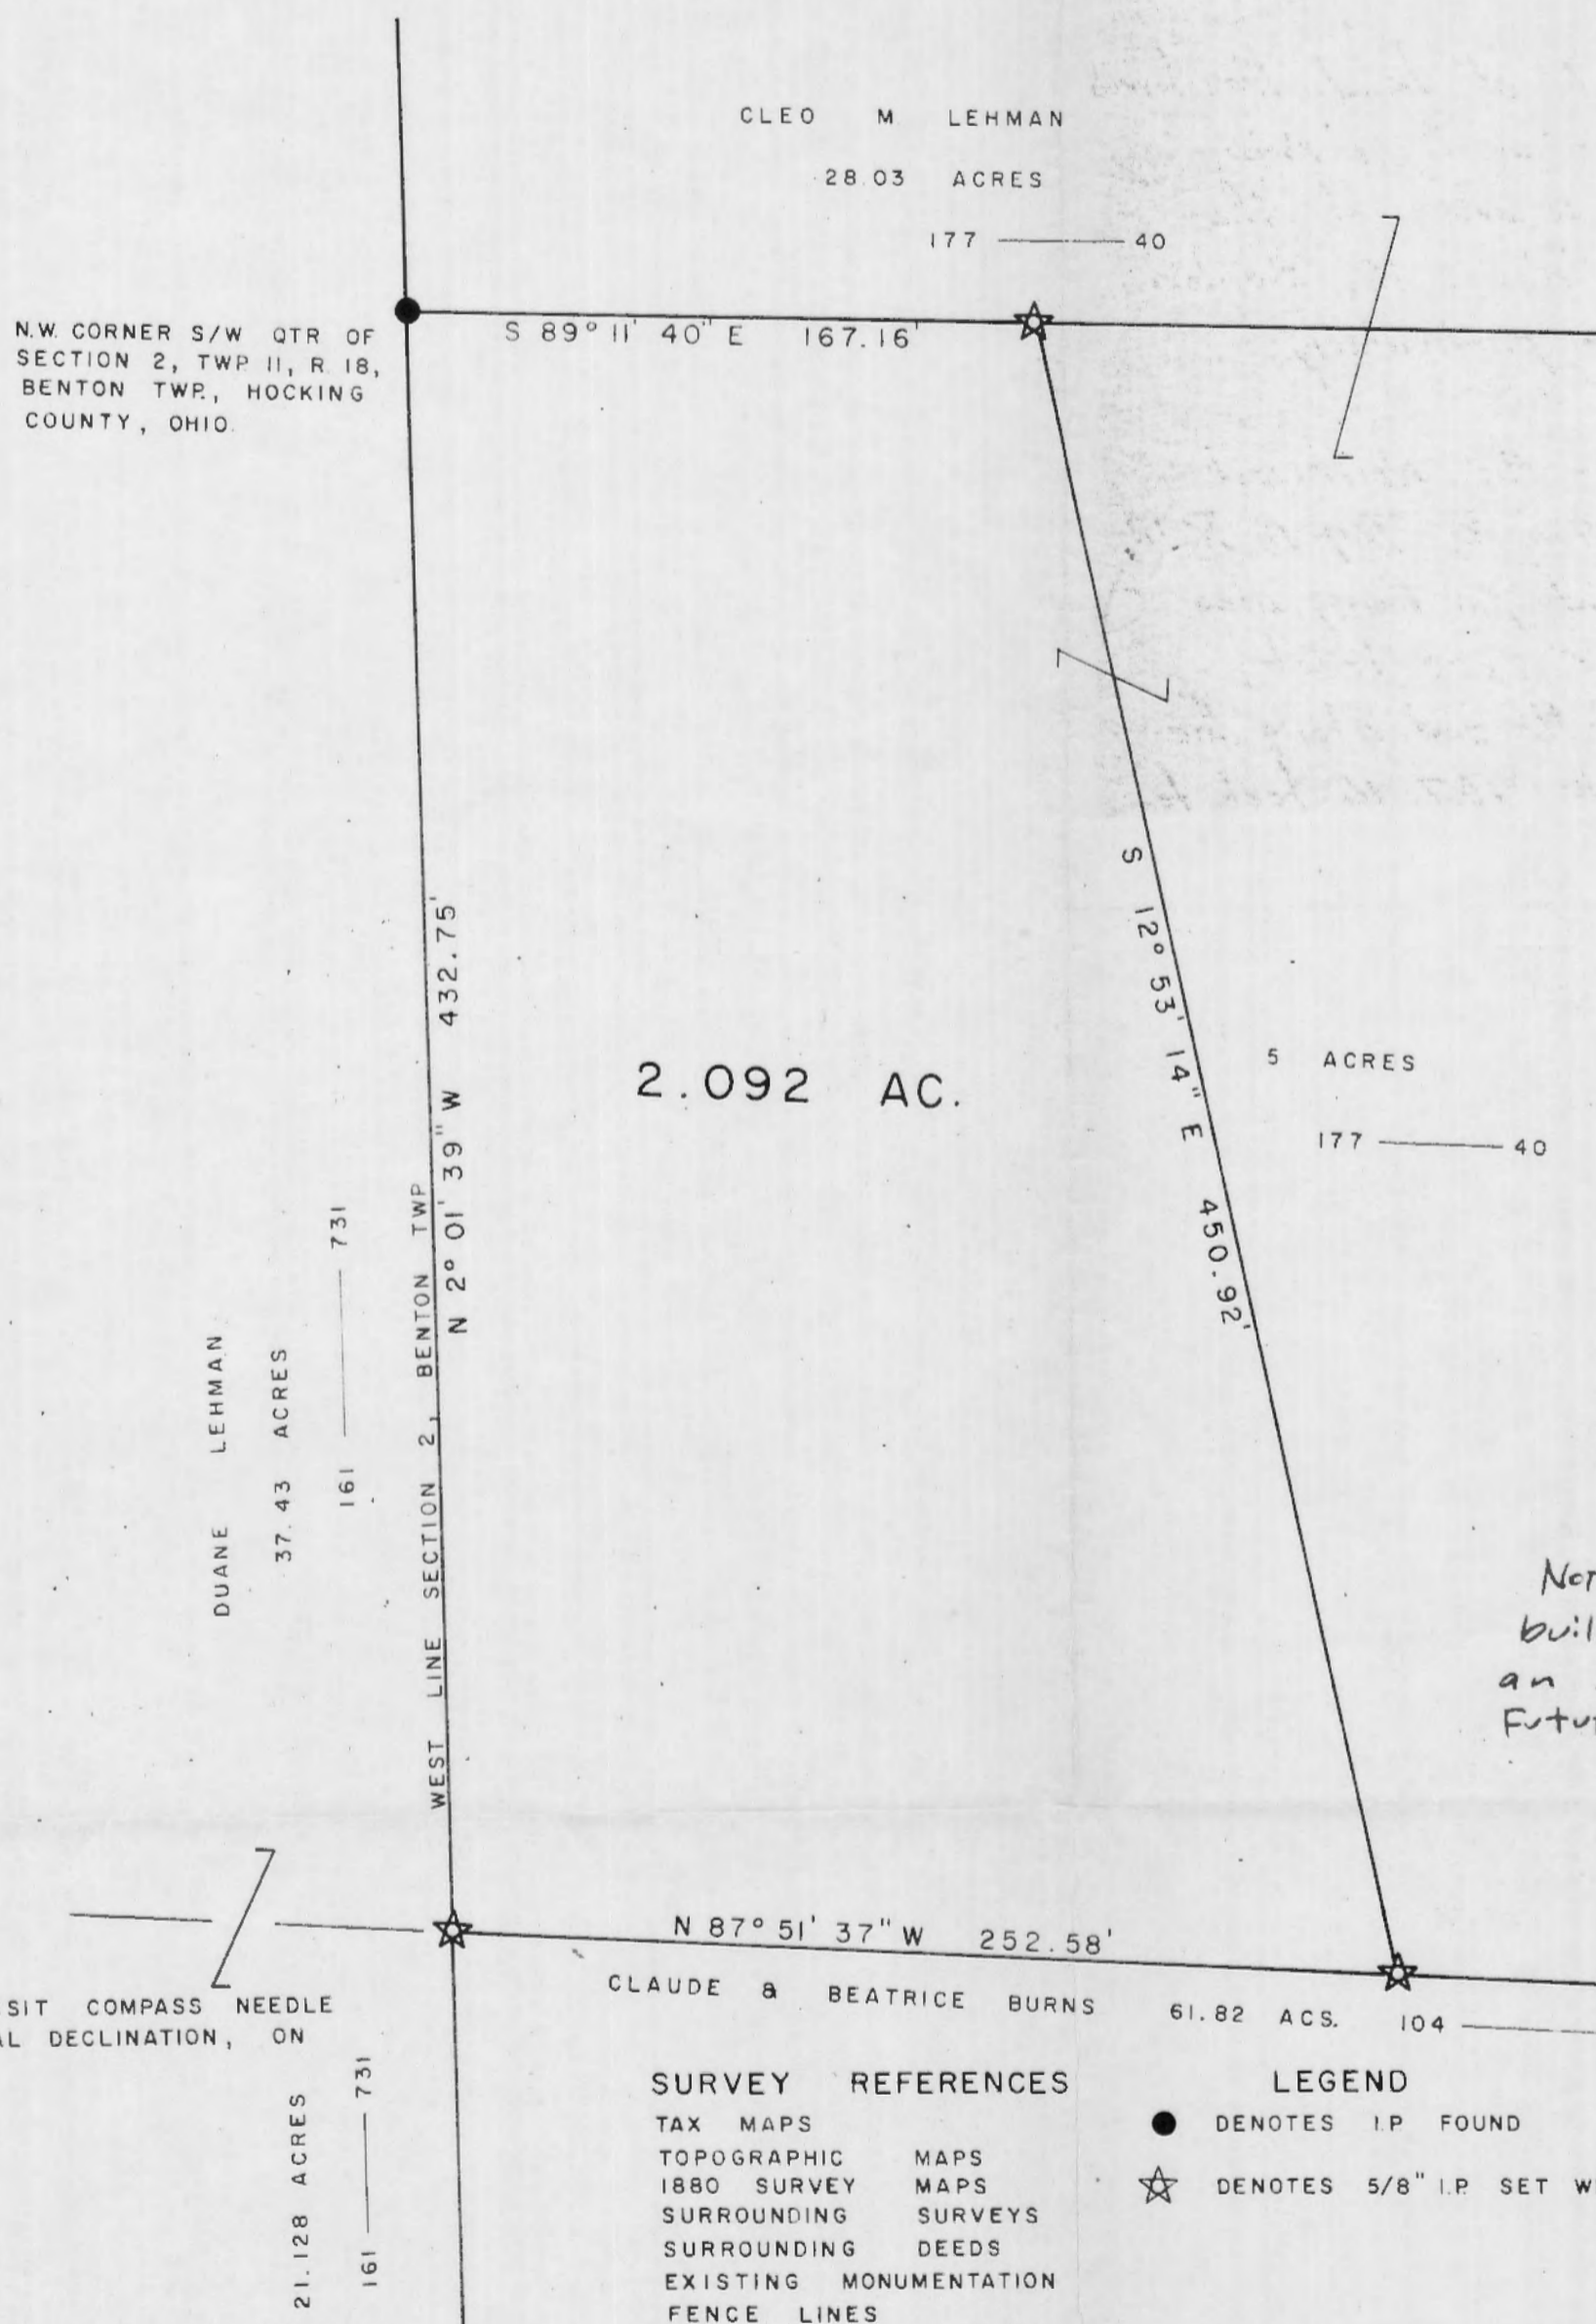 CLEO M LEHMAN
28.03 ACRES
177 40
N.W. CORNER S/W QTR OF
SECTION 2, TWP 11, R 18,
BENTON TWP., HOCKING
COUNTY, OHIO.
S 89° 11' 40" E 167.16'
S 12° 53' 14" E 450.92'
N 2° 01' 39" W 432.75'
WEST LINE SECTION 2, BENTON TWP
2.092 AC.
5 ACRES
177 40
DUANE LEHMAN
37.43 ACRES
161 731
an
N 87° 51' 37" W 252.58'
CLAUDE & BEATRICE BURNS 61.82 ACS. 104
SIT COMPASS NEEDLE
AL DECLINATION, ON
21.128 ACRES
161 731
SURVEY REFERENCES
TAX MAPS
TOPOGRAPHIC MAPS
1880 SURVEY MAPS
SURROUNDING SURVEYS
SURROUNDING DEEDS
EXISTING MONUMENTATION
FENCE LINES
LEGEND
DENOTES I.P. FOUND
DENOTES 5/8" I.P. SET